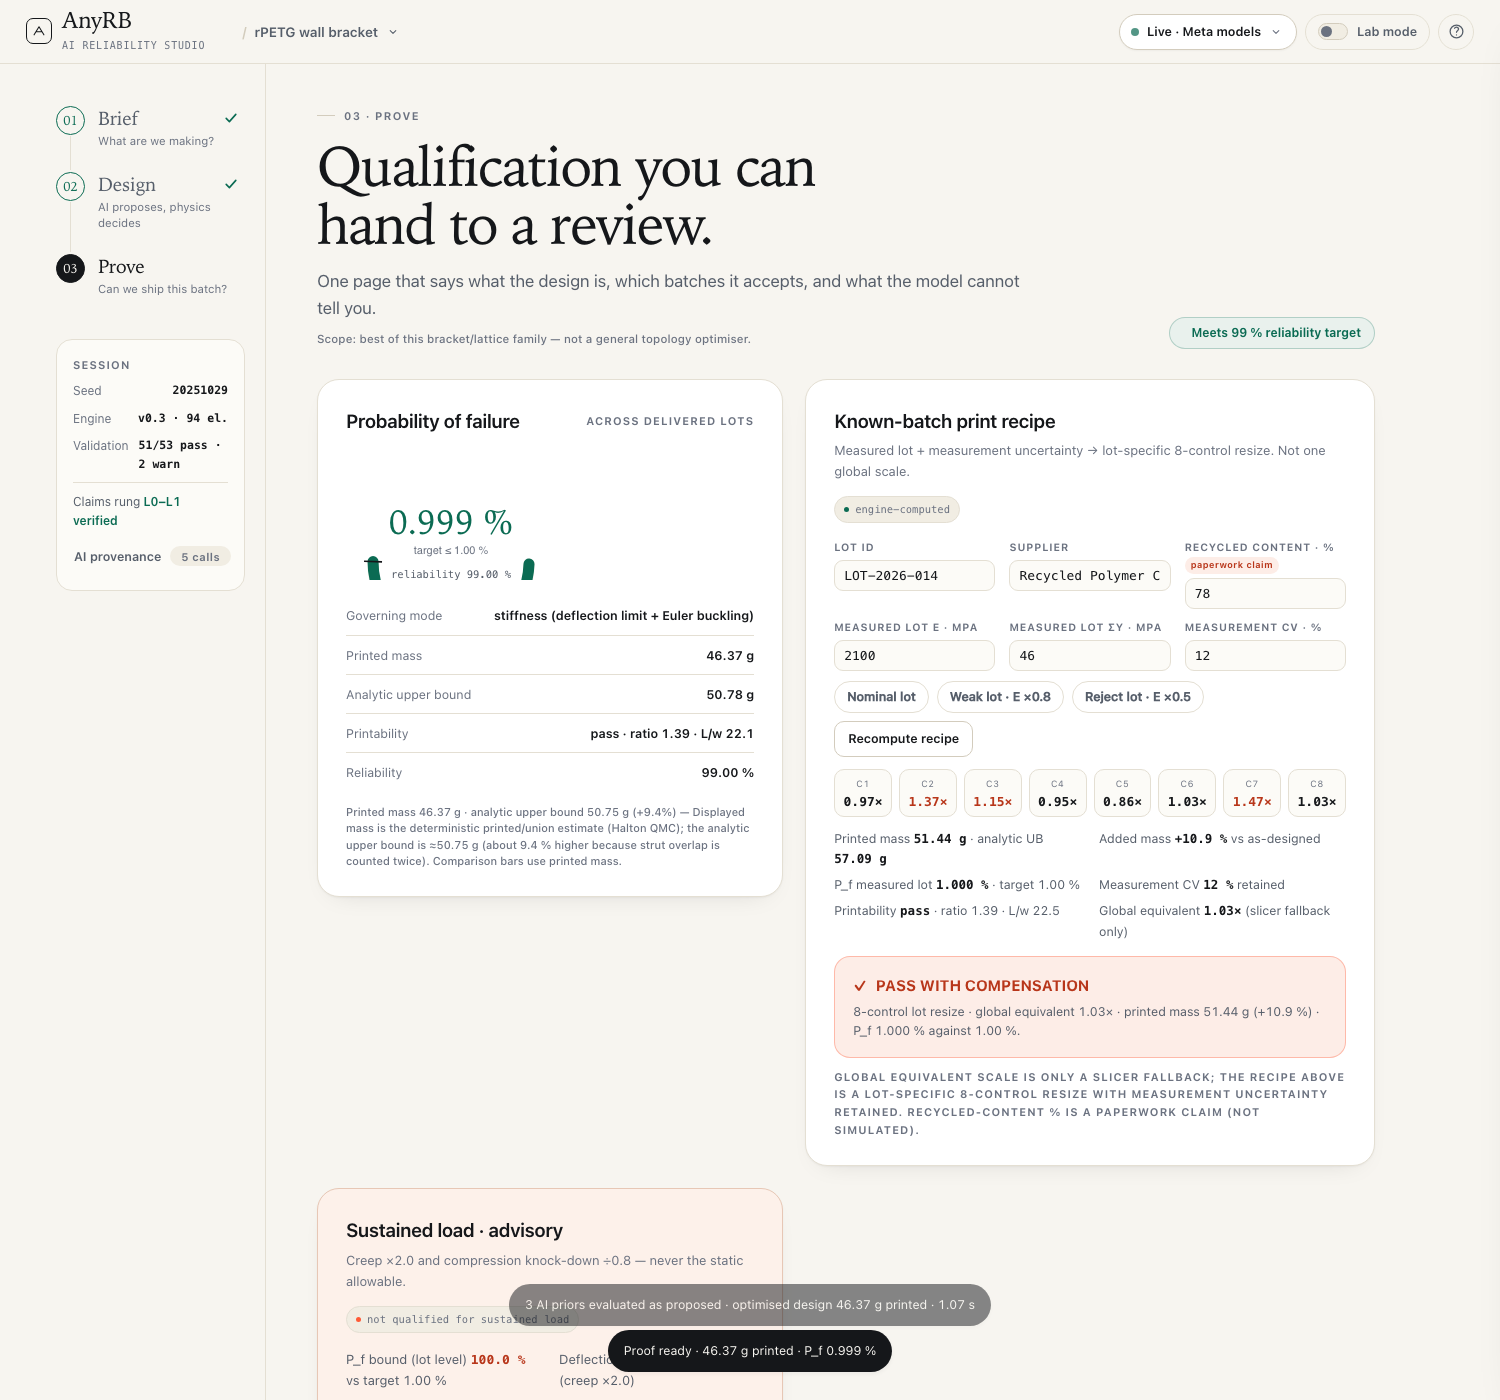 AnyRB
AI RELIABILITY STUDIO
/ rPETG wall bracket
Live · Meta models
Lab mode
01
Brief
What are we making?
02
Design
AI proposes, physics
decides
03
Prove
Can we ship this batch?
SESSION
Seed 20251029
Engine v0.3 · 94 el.
Validation 51/53 pass ·
2 warn
Claims rung L0–L1
verified
AI provenance 5 calls
03 · PROVE
Qualification you can
hand to a review.
One page that says what the design is, which batches it accepts, and what the model cannot
tell you.
Scope: best of this bracket/lattice family — not a general topology optimiser.
Meets 99 % reliability target
Probability of failure ACROSS DELIVERED LOTS
0.999 %
target ≤ 1.00 %
reliability 99.00 %
Governing mode stiffness (deflection limit + Euler buckling)
Printed mass 46.37 g
Analytic upper bound 50.78 g
Printability pass · ratio 1.39 · L/w 22.1
Reliability 99.00 %
Printed mass 46.37 g · analytic upper bound 50.75 g (+9.4%) — Displayed
mass is the deterministic printed/union estimate (Halton QMC); the analytic
upper bound is ≈50.75 g (about 9.4 % higher because strut overlap is
counted twice). Comparison bars use printed mass.
Known-batch print recipe
Measured lot + measurement uncertainty → lot-specific 8-control resize. Not one
global scale.
engine-computed
LOT ID SUPPLIER RECYCLED CONTENT · %
paperwork claim
LOT-2026-014 Recycled Polymer C 78
MEASURED LOT E · MPA MEASURED LOT ΣY · MPA MEASUREMENT CV · %
2100 46 12
Nominal lot Weak lot · E ×0.8 Reject lot · E ×0.5
Recompute recipe
C1 C2 C3 C4 C5 C6 C7 C8
0.97× 1.37× 1.15× 0.95× 0.86× 1.03× 1.47× 1.03×
Printed mass 51.44 g · analytic UB
57.09 g
Added mass +10.9 % vs as-designed
P_f measured lot 1.000 % · target 1.00 %
Measurement CV 12 % retained
Printability pass · ratio 1.39 · L/w 22.5
Global equivalent 1.03× (slicer fallback
only)
PASS WITH COMPENSATION
8-control lot resize · global equivalent 1.03× · printed mass 51.44 g (+10.9 %) ·
P_f 1.000 % against 1.00 %.
GLOBAL EQUIVALENT SCALE IS ONLY A SLICER FALLBACK; THE RECIPE ABOVE
IS A LOT-SPECIFIC 8-CONTROL RESIZE WITH MEASUREMENT UNCERTAINTY
RETAINED. RECYCLED-CONTENT % IS A PAPERWORK CLAIM (NOT
SIMULATED).
Sustained load · advisory
Creep ×2.0 and compression knock-down ÷0.8 — never the static
allowable.
not qualified for sustained load
P_f bound (lot level) 100.0 %
vs target 1.00 %
(creep ×2.0)
3 AI priors evaluated as proposed · optimised design 46.37 g printed · 1.07 s
Proof ready · 46.37 g printed · P_f 0.999 %